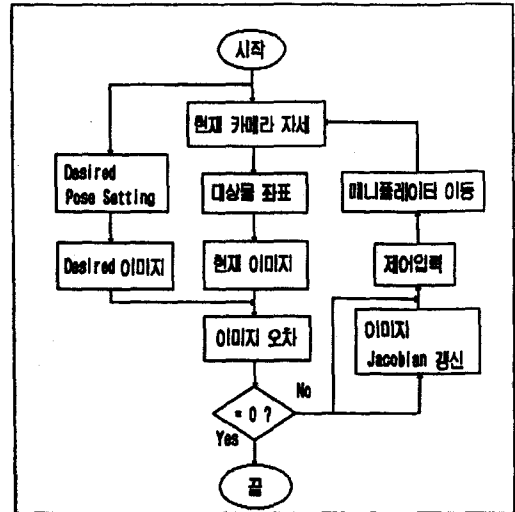 시작
현재 카메라 자세
Desired
Pose Setting
대상물 좌표
메니플레이터 이동
Desired 이미지
현재 이미지
제어입력
이미지 오차
이미지
Jacobian 갱신
= 0 ?
No
Yes
끝